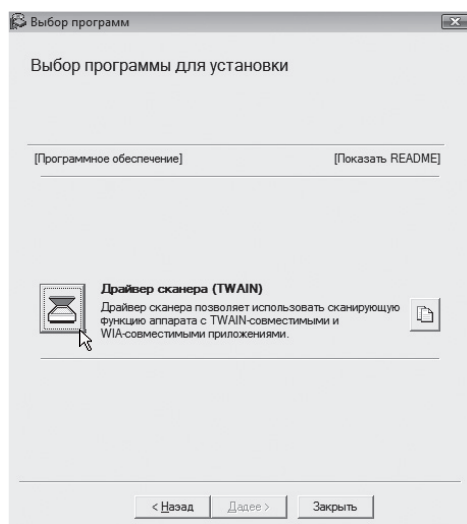 Выбор программ
Выбор программы для установки
[Программное обеспечение] [Показать README]
Драйвер сканера (TWAIN)
Драйвер сканера позволяет использовать сканирующую
функцию аппарата с TWAIN-совместимыми и
WIA-совместимыми приложениями.
< Назад Далее > Закрыть